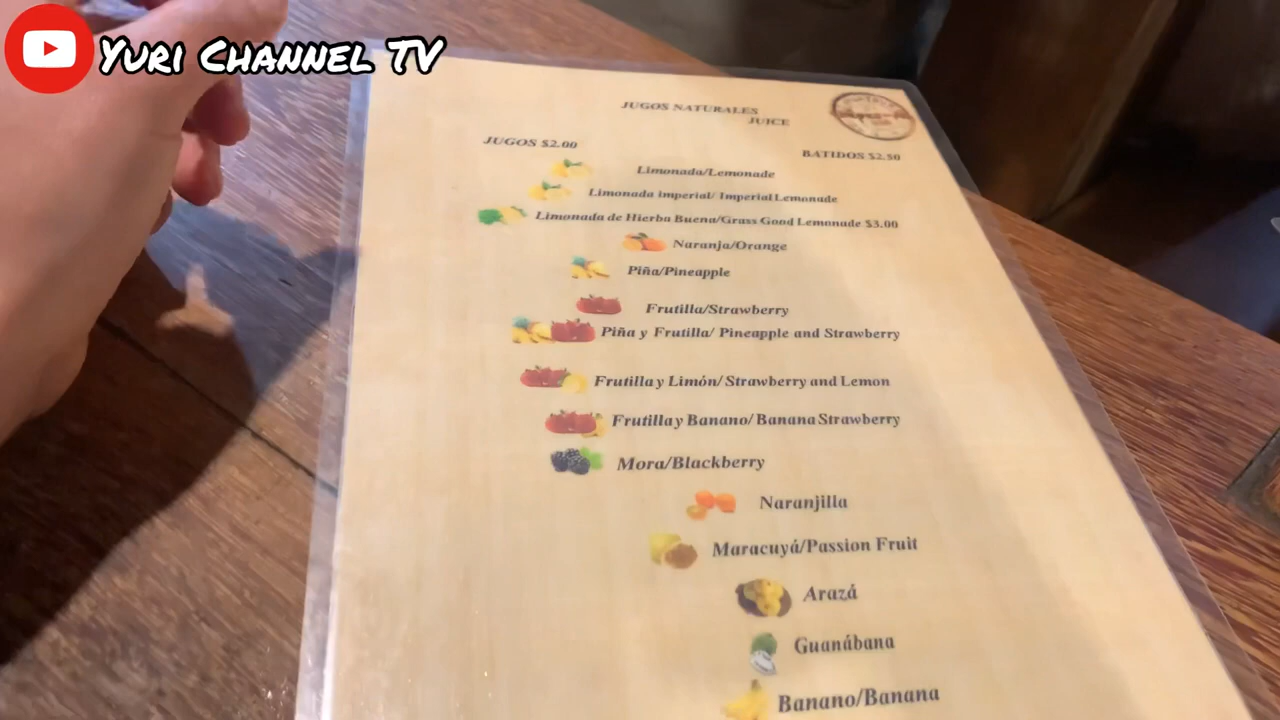 Yuri Channel TV
JUGOS NATURALES
JUICE
JUGOS $2.00
BATIDOS $2.50
Limonada/Lemonade
Limonada imperial/ Imperial Lemonade
Limonada de Hierba Buena/Grass Good Lemonade $3.00
Naranja/Orange
Piña/Pineapple
Frutilla/Strawberry
Piña y Frutilla/ Pineapple and Strawberry
Frutilla y Limón/ Strawberry and Lemon
Frutilla y Banano/ Banana Strawberry
Mora/Blackberry
Naranjilla
Maracuyá/Passion Fruit
Arazá
Guanábana
Banano/Banana